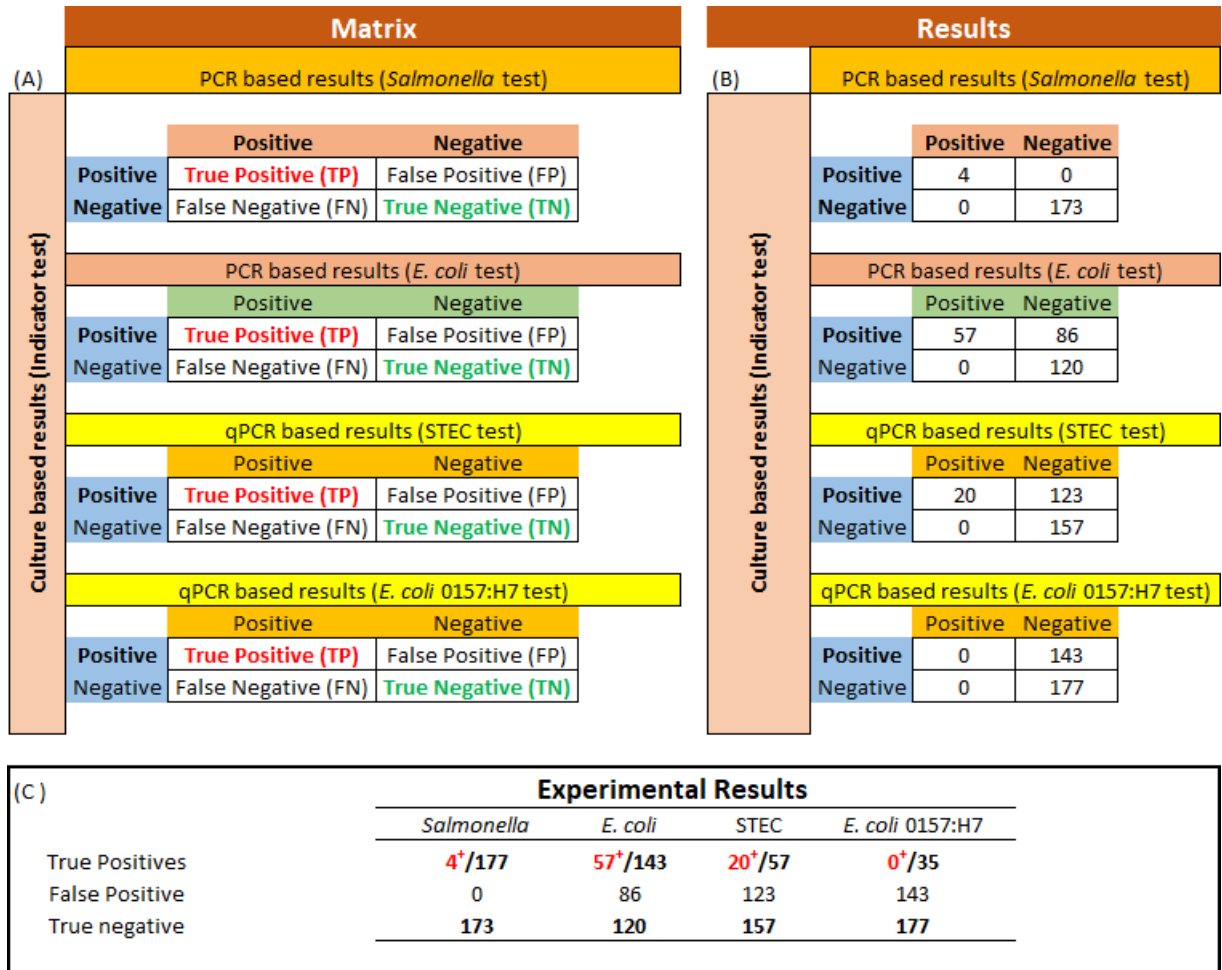 Matrix
(A)
PCR based results (Salmonella test)
Culture based results (Indicator test)
Positive Negative
Positive True Positive (TP) False Positive (FP)
Negative False Negative (FN) True Negative (TN)
PCR based results (E. coli test)
Positive Negative
Positive True Positive (TP) False Positive (FP)
Negative False Negative (FN) True Negative (TN)
qPCR based results (STEC test)
Positive Negative
Positive True Positive (TP) False Positive (FP)
Negative False Negative (FN) True Negative (TN)
qPCR based results (E. coli 0157:H7 test)
Positive Negative
Positive True Positive (TP) False Positive (FP)
Negative False Negative (FN) True Negative (TN)
Results
(B)
PCR based results (Salmonella test)
Culture based results (Indicator test)
Positive Negative
Positive 4 0
Negative 0 173
PCR based results (E. coli test)
Positive Negative
Positive 57 86
Negative 0 120
qPCR based results (STEC test)
Positive Negative
Positive 20 123
Negative 0 157
qPCR based results (E. coli 0157:H7 test)
Positive Negative
Positive 0 143
Negative 0 177
(C )
Experimental Results
Salmonella E. coli STEC E. coli 0157:H7
True Positives 4⁺/177 57⁺/143 20⁺/57 0⁺/35
False Positive 0 86 123 143
True negative 173 120 157 177